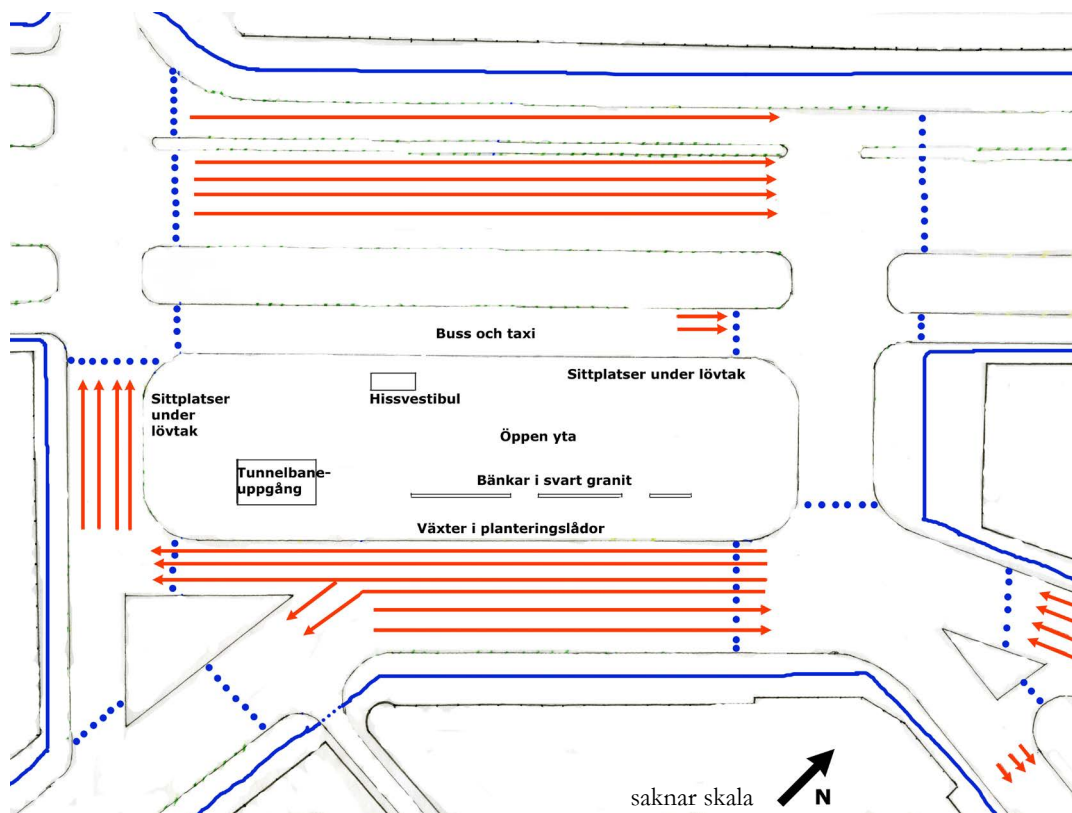 Buss och taxi
Sittplatser under lövtak
Hissvestibul
Sittplatser
under
lövtak
Öppen yta
Tunnelbane-
uppgång
Bänkar i svart granit
Växter i planteringslådor
saknar skala
N